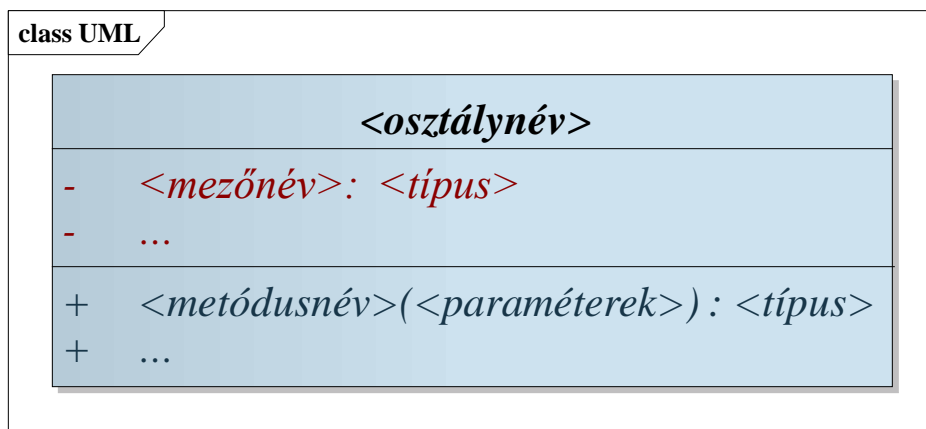 class UML
<osztálynév>
- <mezőnév>: <típus>
- ...
+ <metódusnév>(<paraméterek>) : <típus>
+ ...